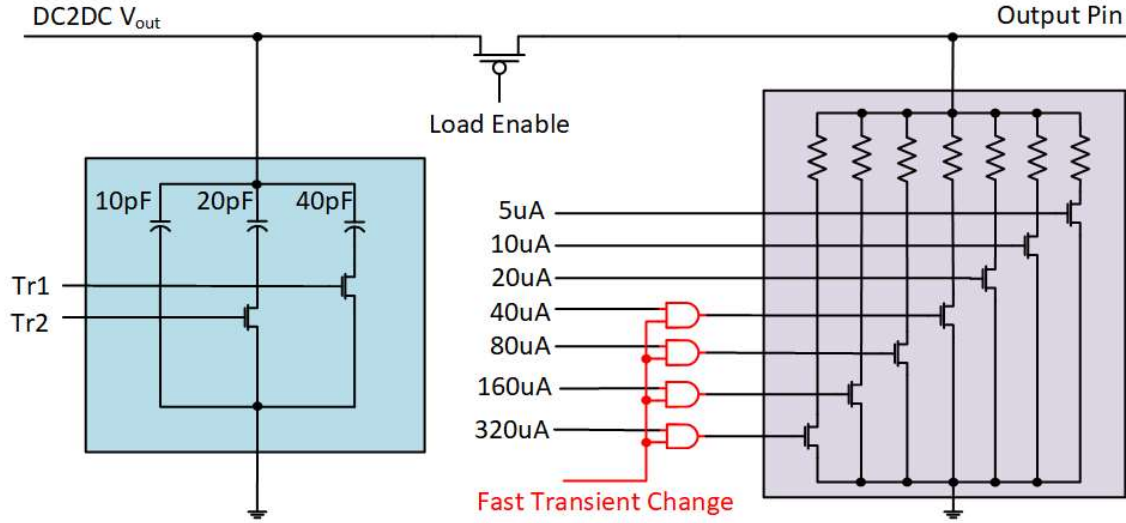 DC2DC Vout
Output Pin
Load Enable
10pF 20pF 40pF
Tr1
Tr2
5uA
10uA
20uA
40uA
80uA
160uA
320uA
Fast Transient Change